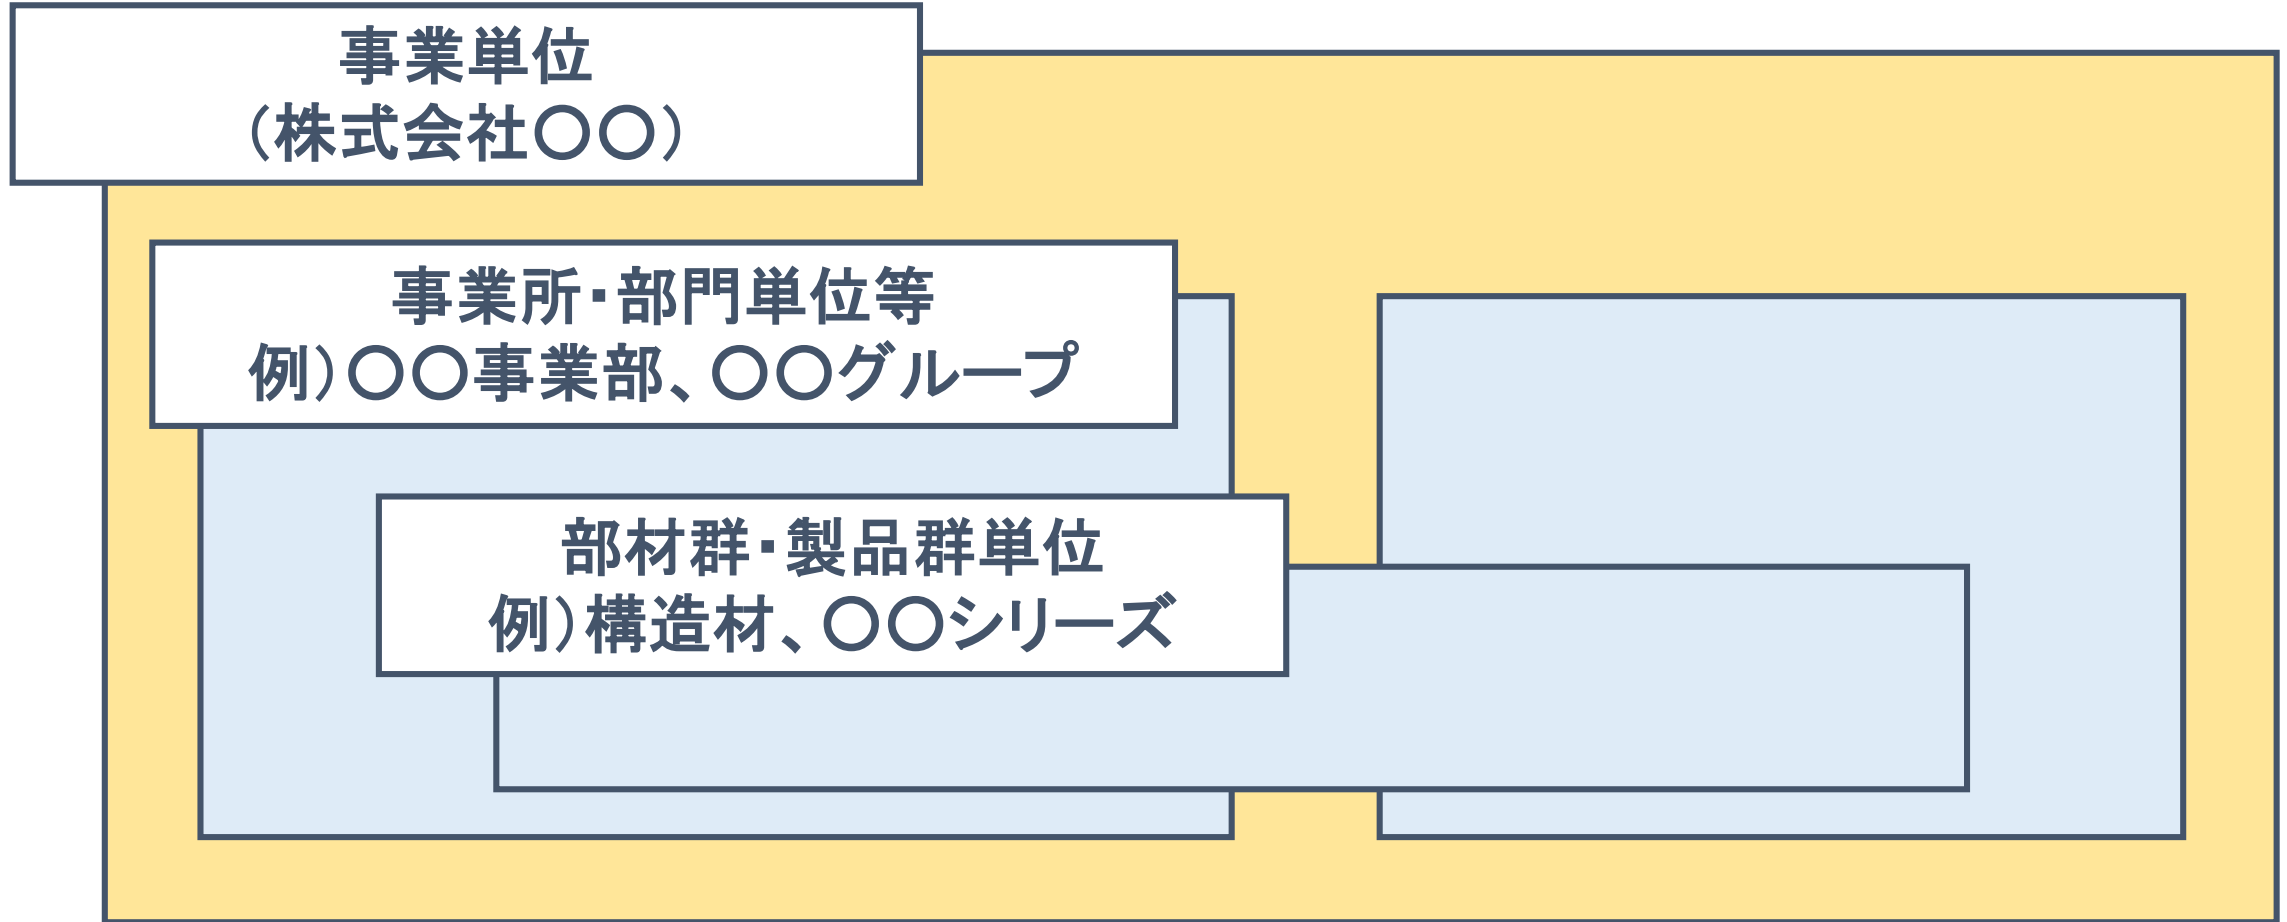 事業単位
（株式会社〇〇）
事業所・部門単位等
例）〇〇事業部、〇〇グループ
部材群・製品群単位
例）構造材、〇〇シリーズ